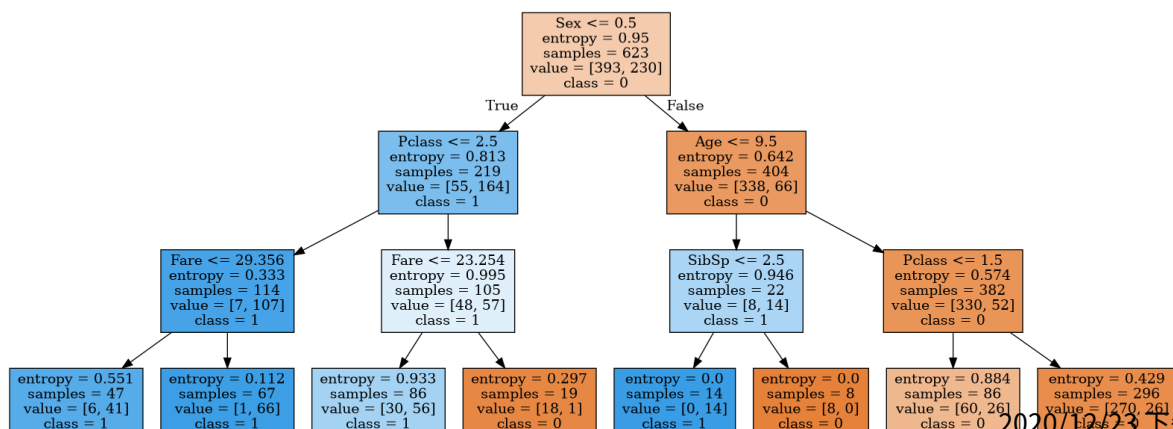 Sex <= 0.5
entropy = 0.95
samples = 623
value = [393, 230]
class = 0
True
False
Pclass <= 2.5
entropy = 0.813
samples = 219
value = [55, 164]
class = 1
Age <= 9.5
entropy = 0.642
samples = 404
value = [338, 66]
class = 0
Fare <= 29.356
entropy = 0.333
samples = 114
value = [7, 107]
class = 1
Fare <= 23.254
entropy = 0.995
samples = 105
value = [48, 57]
class = 1
SibSp <= 2.5
entropy = 0.946
samples = 22
value = [8, 14]
class = 1
Pclass <= 1.5
entropy = 0.574
samples = 382
value = [330, 52]
class = 0
entropy = 0.551
samples = 47
value = [6, 41]
class = 1
entropy = 0.112
samples = 67
value = [1, 66]
class = 1
entropy = 0.933
samples = 86
value = [30, 56]
class = 1
entropy = 0.297
samples = 19
value = [18, 1]
class = 0
entropy = 0.0
samples = 14
value = [0, 14]
class = 1
entropy = 0.0
samples = 8
value = [8, 0]
class = 0
entropy = 0.884
samples = 86
value = [60, 26]
class = 0
entropy = 0.429
samples = 296
value = [270, 26]
class = 0
2020/12/23 下